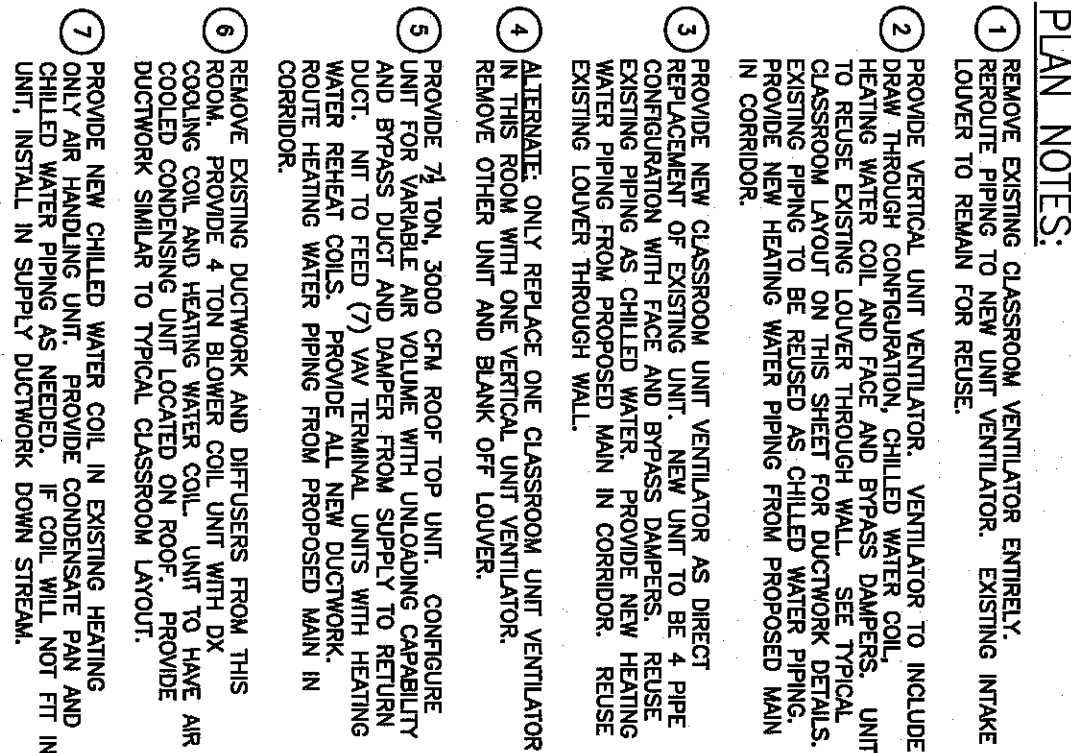 PLAN NOTES:
1 REMOVE EXISTING CLASSROOM VENTILATOR ENTIRELY.
REROUTE PIPING TO NEW UNIT VENTILATOR. EXISTING INTAKE
LOUVER TO REMAIN FOR REUSE.
2 PROVIDE VERTICAL UNIT VENTILATOR. VENTILATOR TO INCLUDE
DRAW THROUGH CONFIGURATION, CHILLED WATER COIL,
HEATING WATER COIL AND FACE AND BYPASS DAMPERS. UNIT
TO REUSE EXISTING LOUVER THROUGH WALL. SEE TYPICAL
CLASSROOM LAYOUT ON THIS SHEET FOR DUCTWORK DETAILS.
EXISTING PIPING TO BE REUSED AS CHILLED WATER PIPING.
PROVIDE NEW HEATING WATER PIPING FROM PROPOSED MAIN
IN CORRIDOR.
3 PROVIDE NEW CLASSROOM UNIT VENTILATOR AS DIRECT
REPLACEMENT OF EXISTING UNIT. NEW UNIT TO BE 4 PIPE
CONFIGURATION WITH FACE AND BYPASS DAMPERS. REUSE
EXISTING PIPING AS CHILLED WATER. PROVIDE NEW HEATING
WATER PIPING FROM PROPOSED MAIN IN CORRIDOR. REUSE
EXISTING LOUVER THROUGH WALL.
4 ALTERNATE: ONLY REPLACE ONE CLASSROOM UNIT VENTILATOR
IN THIS ROOM WITH ONE VERTICAL UNIT VENTILATOR.
REMOVE OTHER UNIT AND BLANK OFF LOUVER.
5 PROVIDE 7½ TON, 3000 CFM ROOF TOP UNIT. CONFIGURE
UNIT FOR VARIABLE AIR VOLUME WITH UNLOADING CAPABILITY
AND BYPASS DUCT AND DAMPER FROM SUPPLY TO RETURN
DUCT. NIT TO FEED (7) VAV TERMINAL UNITS WITH HEATING
WATER REHEAT COILS. PROVIDE ALL NEW DUCTWORK.
ROUTE HEATING WATER PIPING FROM PROPOSED MAIN IN
CORRIDOR.
6 REMOVE EXISTING DUCTWORK AND DIFFUSERS FROM THIS
ROOM. PROVIDE 4 TON BLOWER COIL UNIT WITH DX
COOLING COIL AND HEATING WATER COIL. UNIT TO HAVE AIR
COOLED CONDENSING UNIT LOCATED ON ROOF. PROVIDE
DUCTWORK SIMILAR TO TYPICAL CLASSROOM LAYOUT.
7 PROVIDE NEW CHILLED WATER COIL IN EXISTING HEATING
ONLY AIR HANDLING UNIT. PROVIDE CONDENSATE PAN AND
CHILLED WATER PIPING AS NEEDED. IF COIL WILL NOT FIT IN
UNIT, INSTALL IN SUPPLY DUCTWORK DOWN STREAM.